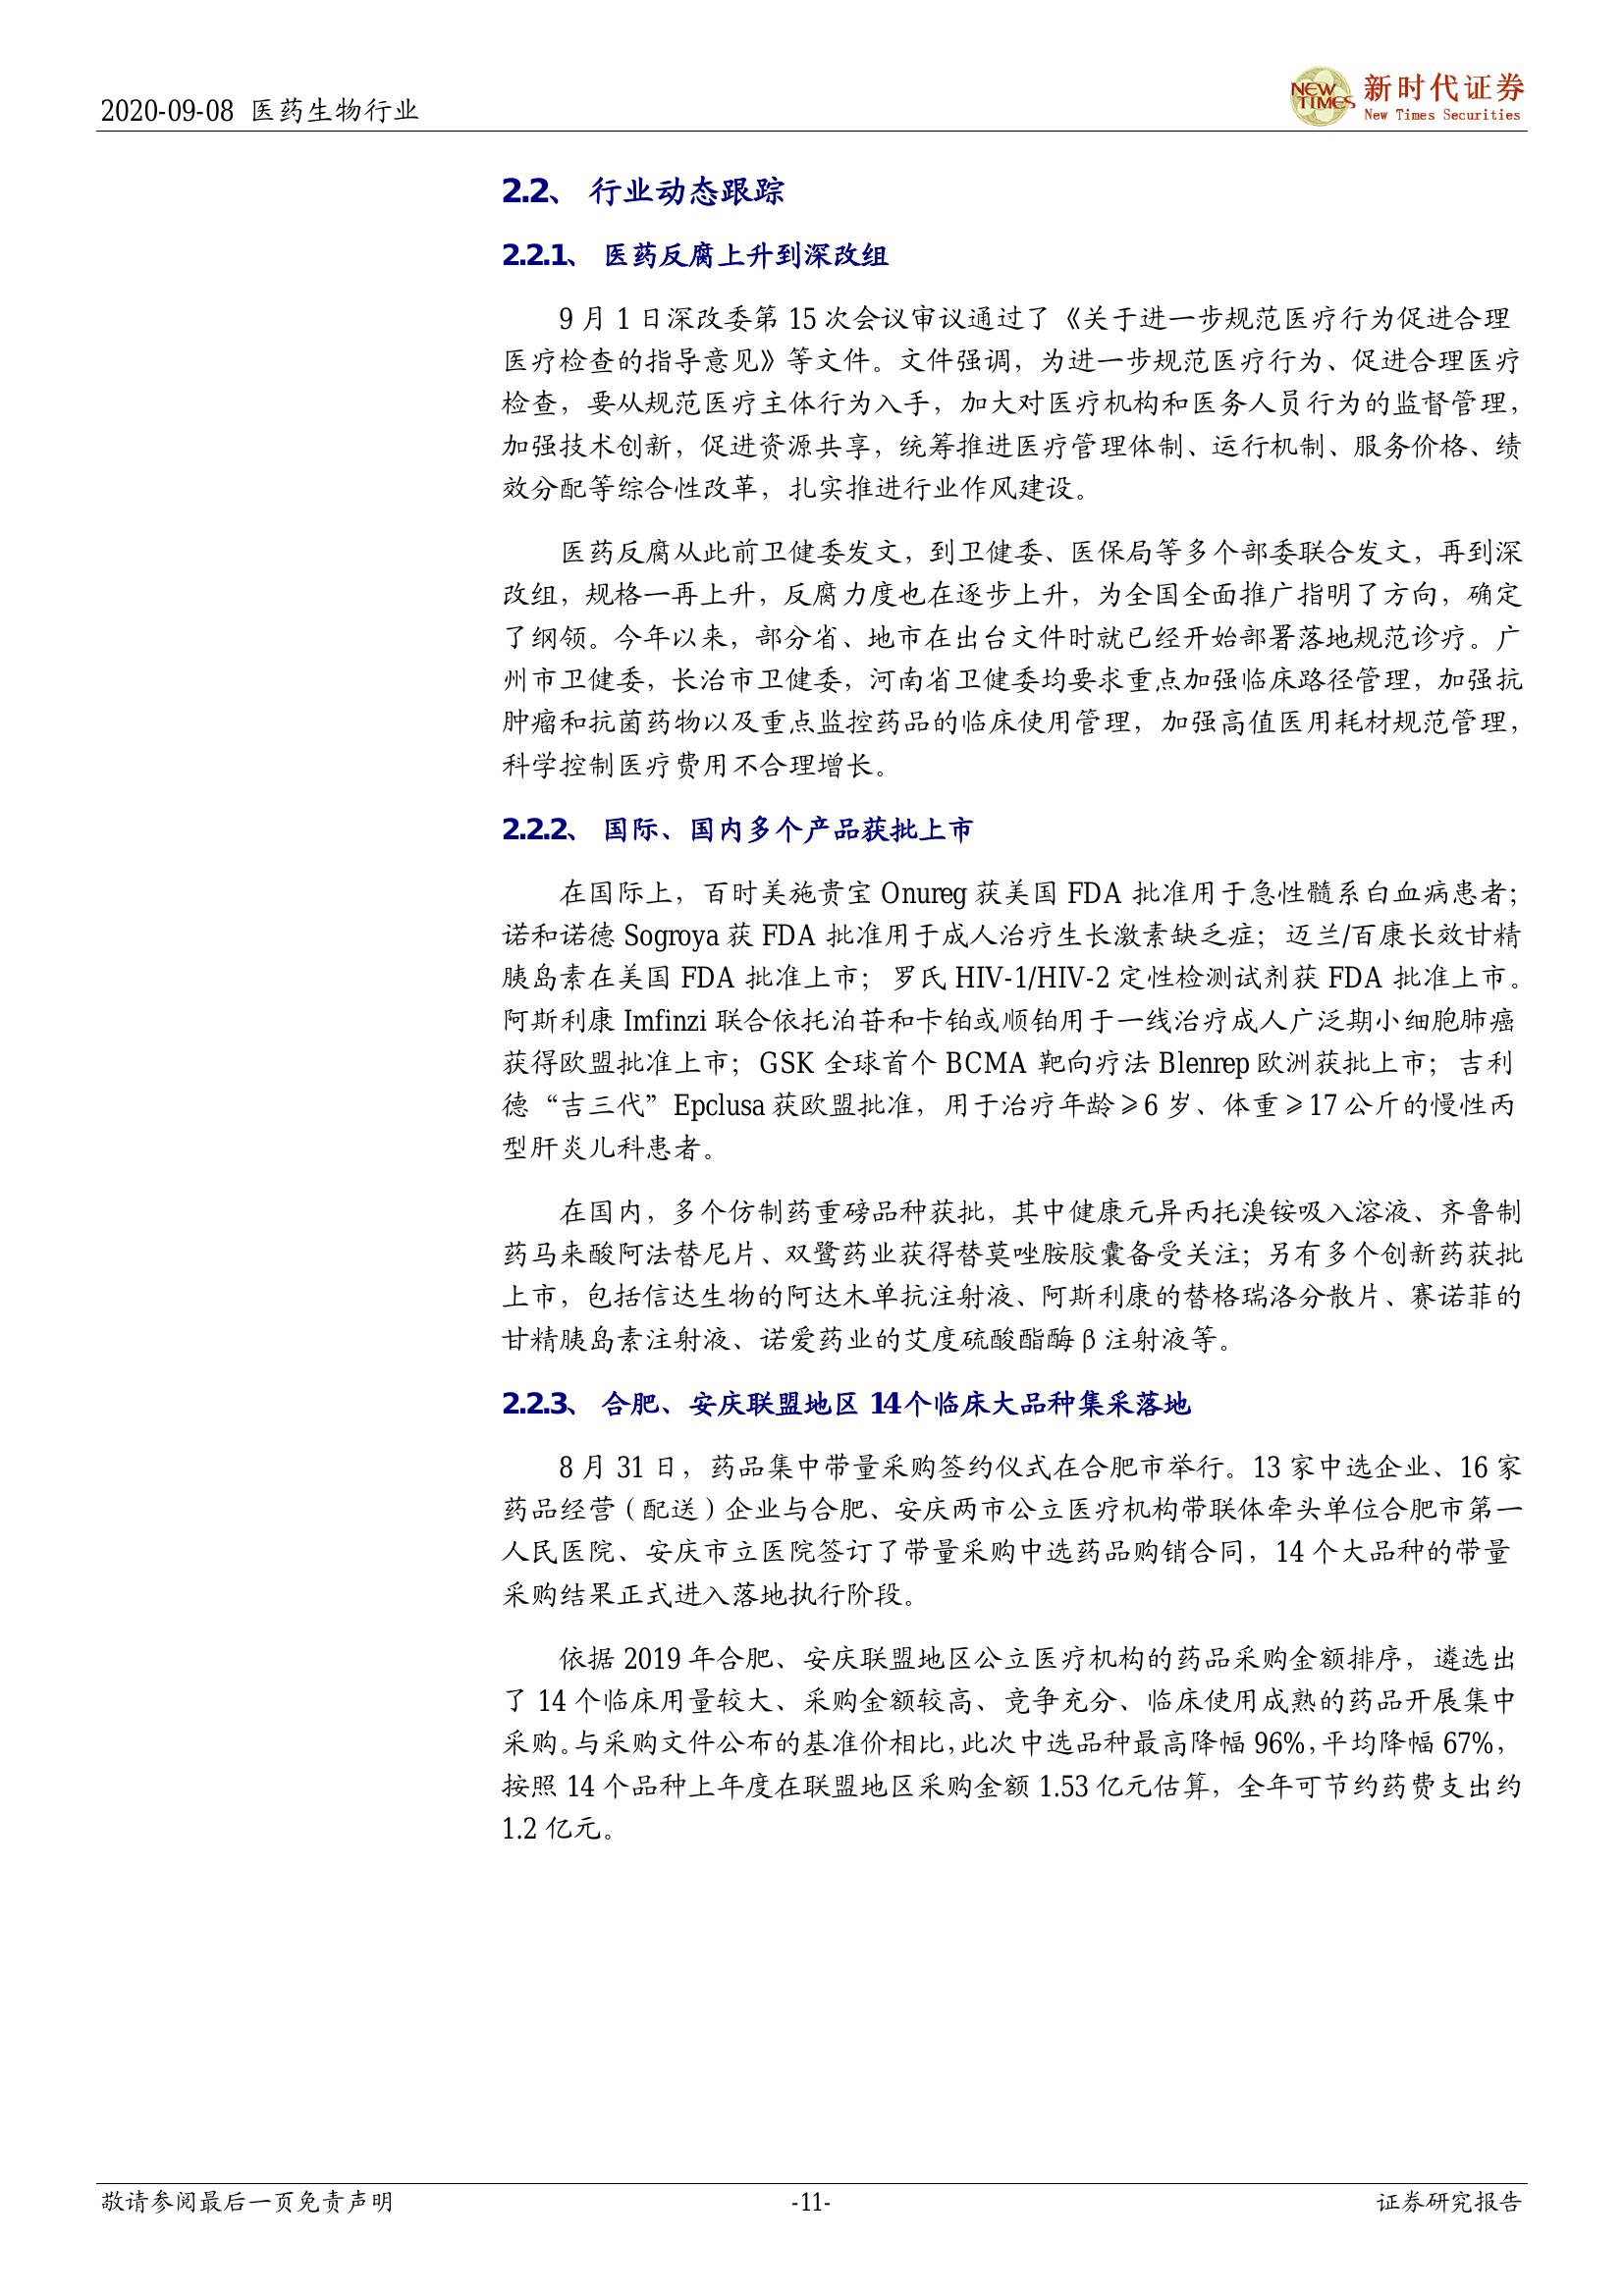 2020-09-08 医药生物行业
NEW TIMES
新时代证券
New Times Securities
2.2、 行业动态跟踪
2.2.1、 医药反腐上升到深改组
9 月 1 日深改委第 15 次会议审议通过了《关于进一步规范医疗行为促进合理
医疗检查的指导意见》等文件。文件强调，为进一步规范医疗行为、促进合理医疗
检查，要从规范医疗主体行为入手，加大对医疗机构和医务人员行为的监督管理，
加强技术创新，促进资源共享，统筹推进医疗管理体制、运行机制、服务价格、绩
效分配等综合性改革，扎实推进行业作风建设。
医药反腐从此前卫健委发文，到卫健委、医保局等多个部委联合发文，再到深
改组，规格一再上升，反腐力度也在逐步上升，为全国全面推广指明了方向，确定
了纲领。今年以来，部分省、地市在出台文件时就已经开始部署落地规范诊疗。广
州市卫健委，长治市卫健委，河南省卫健委均要求重点加强临床路径管理，加强抗
肿瘤和抗菌药物以及重点监控药品的临床使用管理，加强高值医用耗材规范管理，
科学控制医疗费用不合理增长。
2.2.2、 国际、国内多个产品获批上市
在国际上，百时美施贵宝 Onureg 获美国 FDA 批准用于急性髓系白血病患者；
诺和诺德 Sogroya 获 FDA 批准用于成人治疗生长激素缺乏症；迈兰/百康长效甘精
胰岛素在美国 FDA 批准上市；罗氏 HIV-1/HIV-2 定性检测试剂获 FDA 批准上市。
阿斯利康 Imfinzi 联合依托泊苷和卡铂或顺铂用于一线治疗成人广泛期小细胞肺癌
获得欧盟批准上市；GSK 全球首个 BCMA 靶向疗法 Blenrep 欧洲获批上市；吉利
德“吉三代”Epclusa 获欧盟批准，用于治疗年龄≥6 岁、体重≥17 公斤的慢性丙
型肝炎儿科患者。
在国内，多个仿制药重磅品种获批，其中健康元异丙托溴铵吸入溶液、齐鲁制
药马来酸阿法替尼片、双鹭药业获得替莫唑胺胶囊备受关注；另有多个创新药获批
上市，包括信达生物的阿达木单抗注射液、阿斯利康的替格瑞洛分散片、赛诺菲的
甘精胰岛素注射液、诺爱药业的艾度硫酸酯酶 β 注射液等。
2.2.3、 合肥、安庆联盟地区 14 个临床大品种集采落地
8 月 31 日，药品集中带量采购签约仪式在合肥市举行。13 家中选企业、16 家
药品经营（配送）企业与合肥、安庆两市公立医疗机构带联体牵头单位合肥市第一
人民医院、安庆市立医院签订了带量采购中选药品购销合同，14 个大品种的带量
采购结果正式进入落地执行阶段。
依据 2019 年合肥、安庆联盟地区公立医疗机构的药品采购金额排序，遴选出
了 14 个临床用量较大、采购金额较高、竞争充分、临床使用成熟的药品开展集中
采购。与采购文件公布的基准价相比，此次中选品种最高降幅 96%，平均降幅 67%，
按照 14 个品种上年度在联盟地区采购金额 1.53 亿元估算，全年可节约药费支出约
1.2 亿元。
敬请参阅最后一页免责声明
-11-
证券研究报告